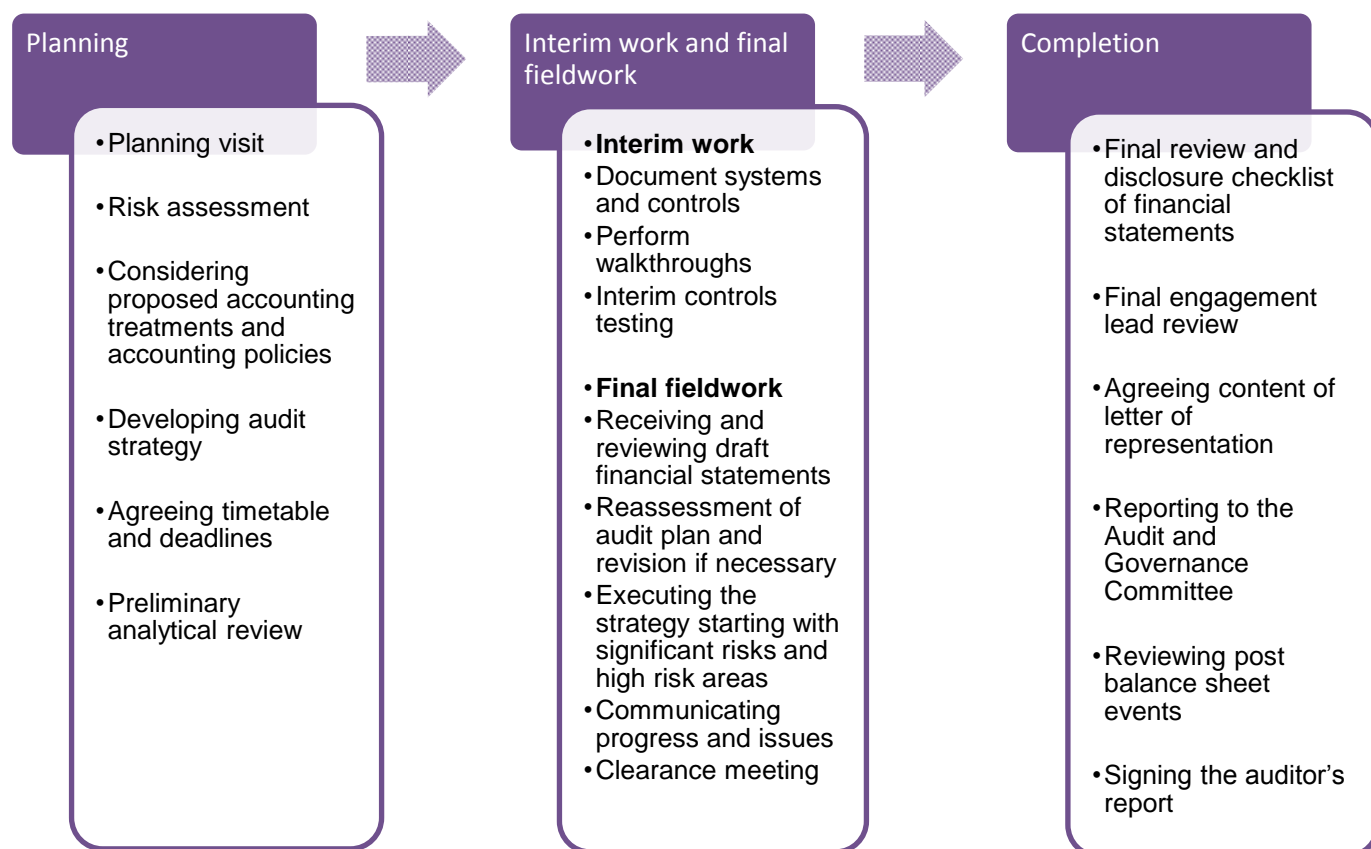 Planning
•Planning visit
•Risk assessment
•Considering
proposed accounting
treatments and
accounting policies
•Developing audit
strategy
•Agreeing timetable
and deadlines
•Preliminary
analytical review
Interim work and final
fieldwork
•Interim work
•Document systems
and controls
•Perform
walkthroughs
•Interim controls
testing
•Final fieldwork
•Receiving and
reviewing draft
financial statements
•Reassessment of
audit plan and
revision if necessary
•Executing the
strategy starting with
significant risks and
high risk areas
•Communicating
progress and issues
•Clearance meeting
Completion
•Final review and
disclosure checklist
of financial
statements
•Final engagement
lead review
•Agreeing content of
letter of
representation
•Reporting to the
Audit and
Governance
Committee
•Reviewing post
balance sheet
events
•Signing the auditor’s
report